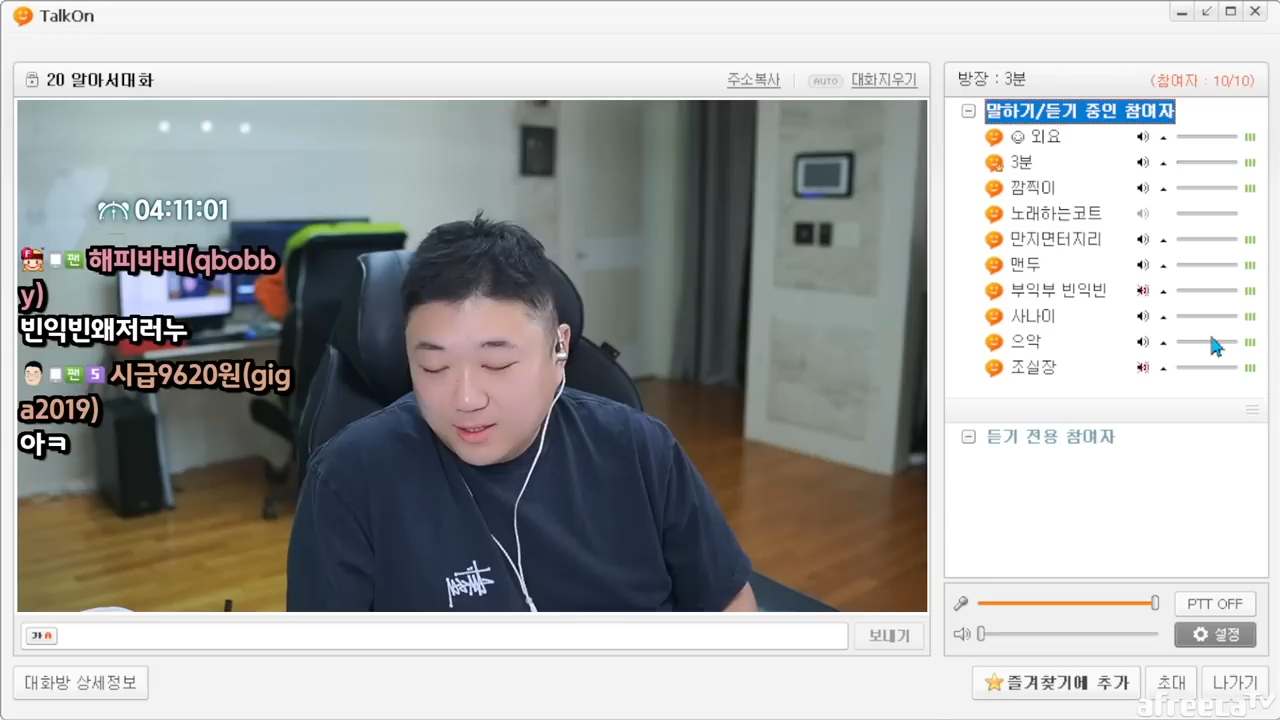 TalkOn
20 알아서대화
주소복사
AUTO
대화지우기
방장 : 3분
(참여자 : 10/10)
04:11:01
팬 해피바비(qbobb
y)
빈익빈왜저러누
팬 5 시급9620원(gig
a2019)
아ㅋ
말하기/듣기 중인 참여자
외요
3분
깜찍이
노래하는코트
만지면터지리
맨두
부익부 빈익빈
사나이
으악
조실장
듣기 전용 참여자
가A
보내기
PTT OFF
설정
대화방 상세정보
즐겨찾기에 추가
초대
나가기
afreecaTV